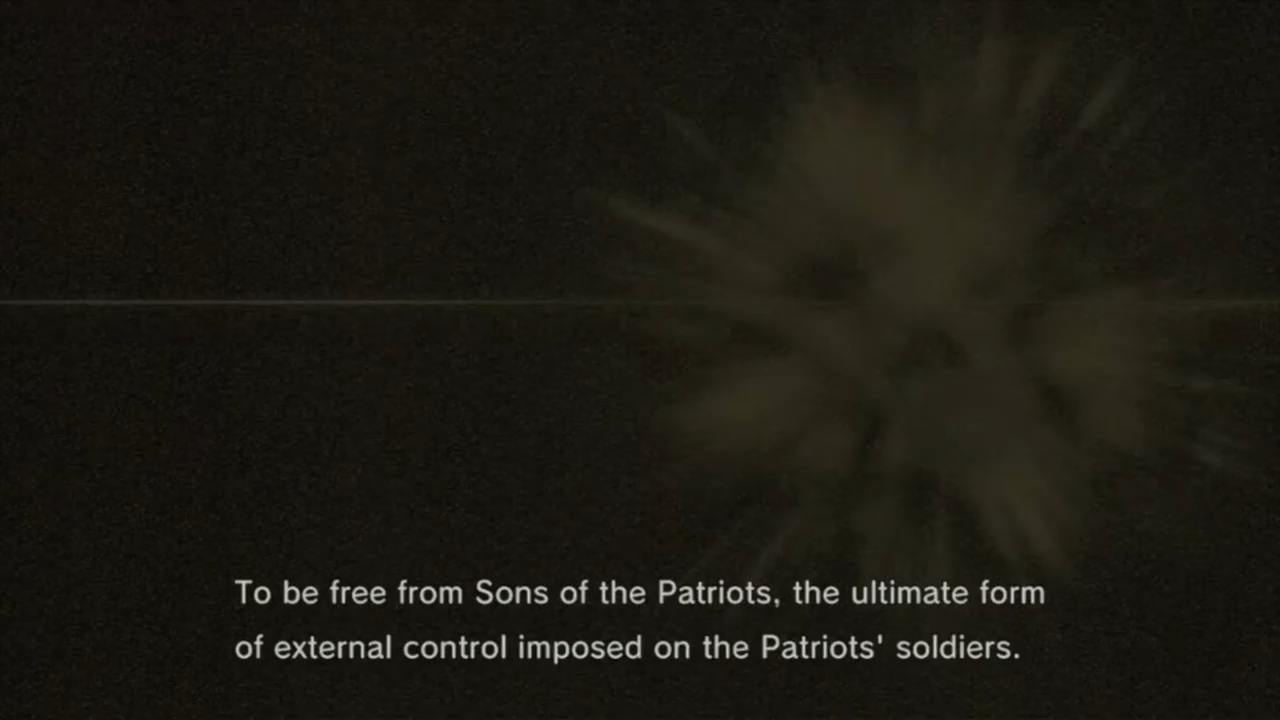 To be free from Sons of the Patriots, the ultimate form
of external control imposed on the Patriots' soldiers.